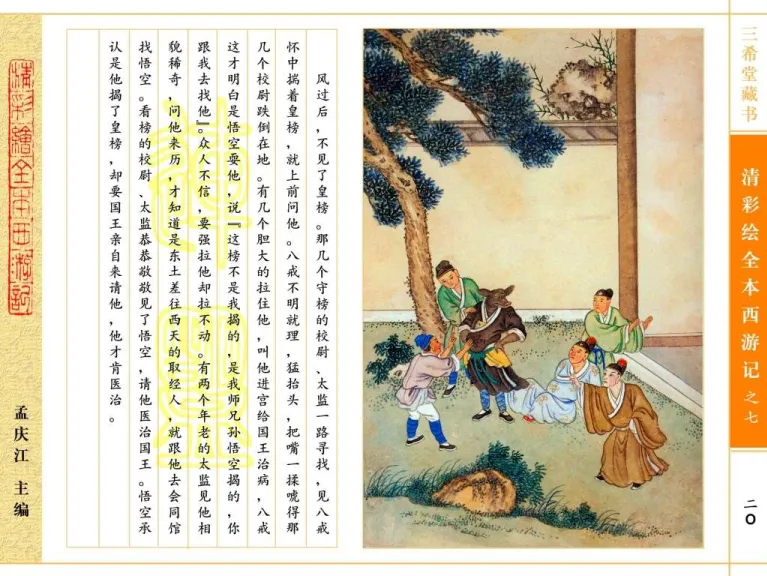 三希堂藏书
清彩绘全本西游记之七
二〇
风过后，不见了皇榜。那几个守榜的校尉、太监一路寻找，见八戒
怀中揣着皇榜，就上前问他。八戒不明就理，猛抬头，把嘴一揉唬得那
几个校尉跌倒在地。有几个胆大的拉住他，叫他进宫给国王治病，八戒
这才明白是悟空耍他，说『这榜不是我揭的，是我师兄孙悟空揭的，你
跟我去找他』。众人不信，要强拉他却拉不动。有两个年老的太监见他相
貌稀奇，问他来历，才知道是东土差往西天的取经人，就跟他去会同馆
找悟空。看榜的校尉、太监恭恭敬敬见了悟空，请他医治国王。悟空承
认是他揭了皇榜，却要国王亲自来请他，他才肯医治。
清彩繪全本西游記
孟庆江 主编